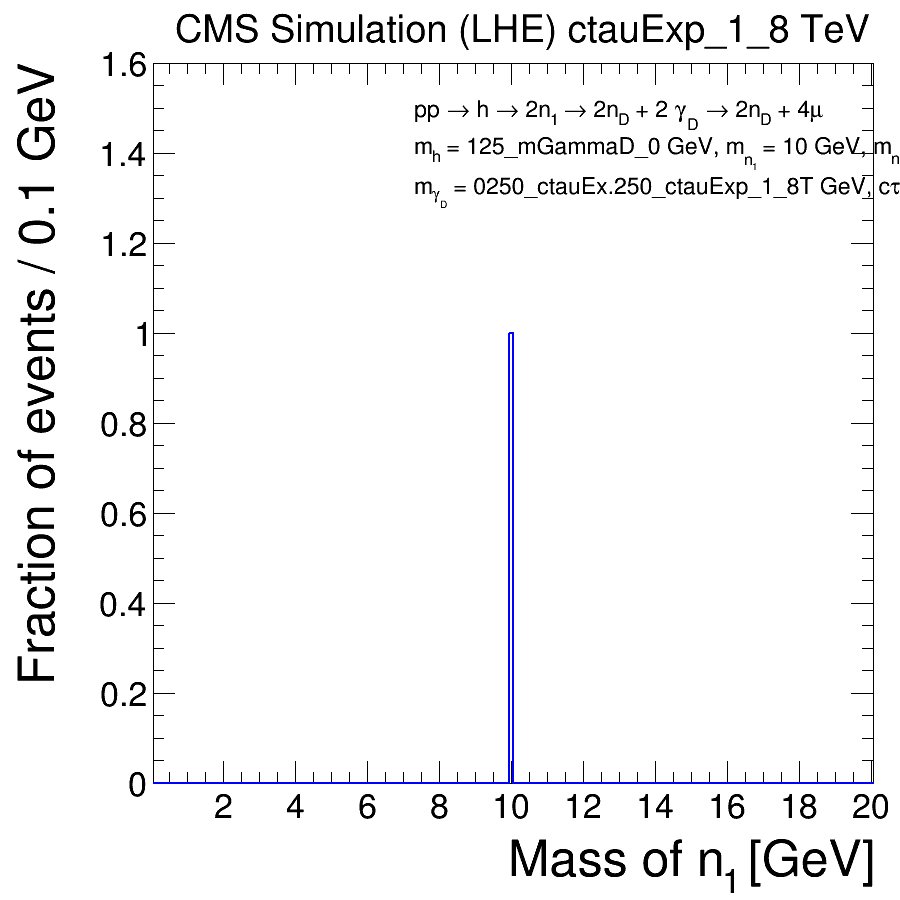 CMS Simulation (LHE) ctauExp_1_8 TeV
Fraction of events / 0.1 GeV
1.6
1.4
1.2
1
0.8
0.6
0.4
0.2
0
pp → h → 2n1 → 2nD + 2 γD → 2nD + 4μ
mh = 125_mGammaD_0 GeV, mn1 = 10 GeV, mn
mγD = 0250_ctauEx.250_ctauExp_1_8T GeV, cτ
2 4 6 8 10 12 14 16 18 20
Mass of n1 [GeV]